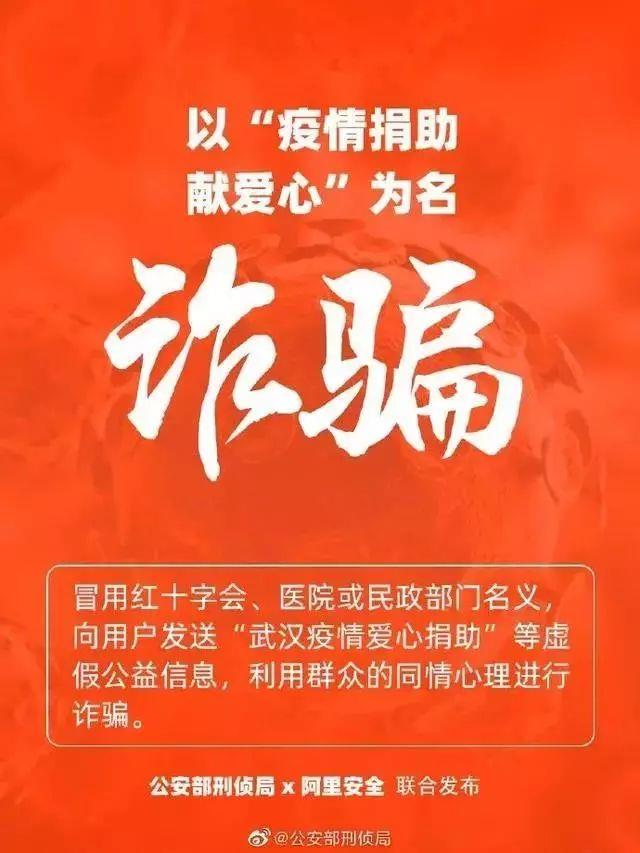 以“疫情捐助
献爱心”为名
诈骗
冒用红十字会、医院或民政部门名义，
向用户发送“武汉疫情爱心捐助”等虚
假公益信息，利用群众的同情心理进行
诈骗。
公安部刑侦局 x 阿里安全 联合发布
@公安部刑侦局